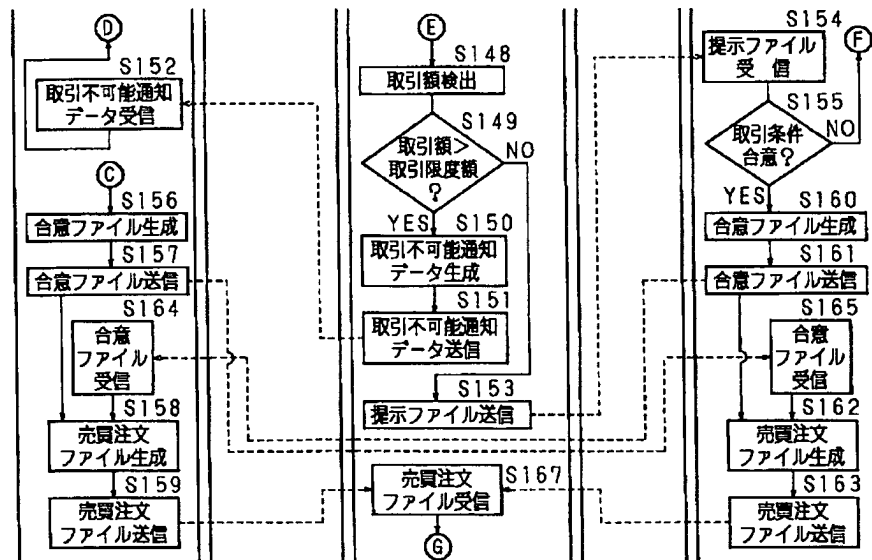 D
S152
取引不可能通知
データ受信
C
S156
合意ファイル生成
S157
合意ファイル送信
S164
合意
ファイル
受信
S158
売買注文
ファイル生成
S159
売買注文
ファイル送信
E
S148
取引額検出
S149
取引額>
取引限度額
?
NO
YES
S150
取引不可能通知
データ生成
S151
取引不可能通知
データ送信
S153
提示ファイル送信
S167
売買注文
ファイル受信
G
S154
提示ファイル
受信
F
S155
取引条件
合意?
NO
YES
S160
合意ファイル生成
S161
合意ファイル送信
S165
合意
ファイル
受信
S162
売買注文
ファイル生成
S163
売買注文
ファイル送信